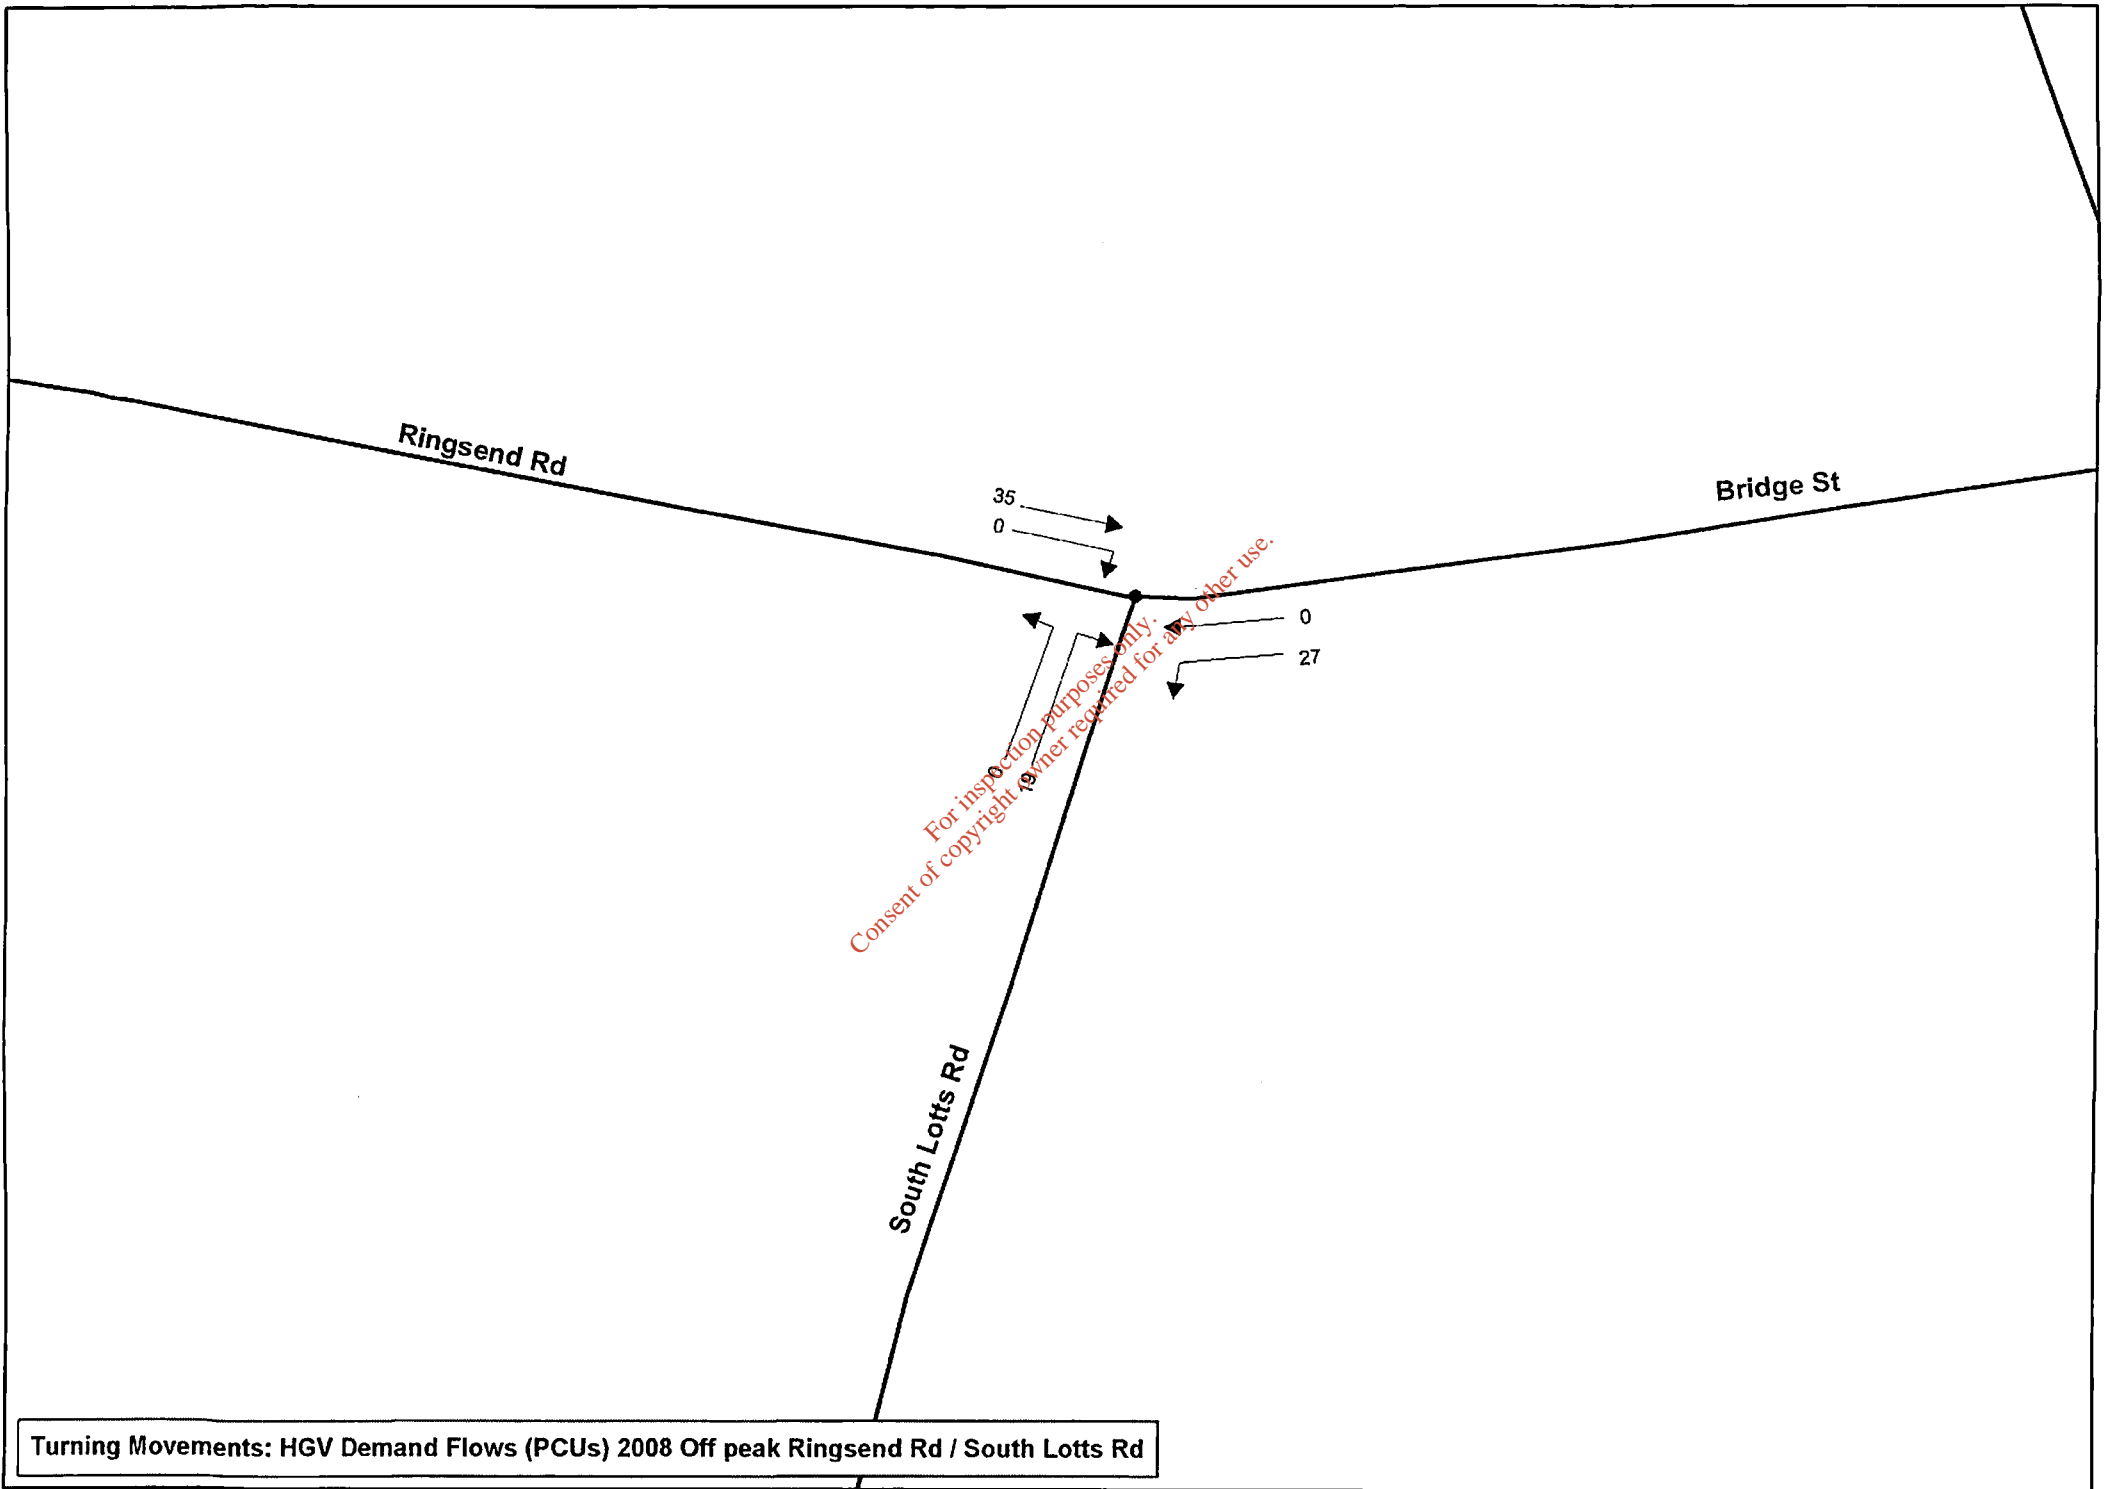 Ringsend Rd
Bridge St
35
0
0
27
0
19
For inspection purposes only.
Consent of copyright owner required for any other use.
South Lotts Rd
Turning Movements: HGV Demand Flows (PCUs) 2008 Off peak Ringsend Rd / South Lotts Rd